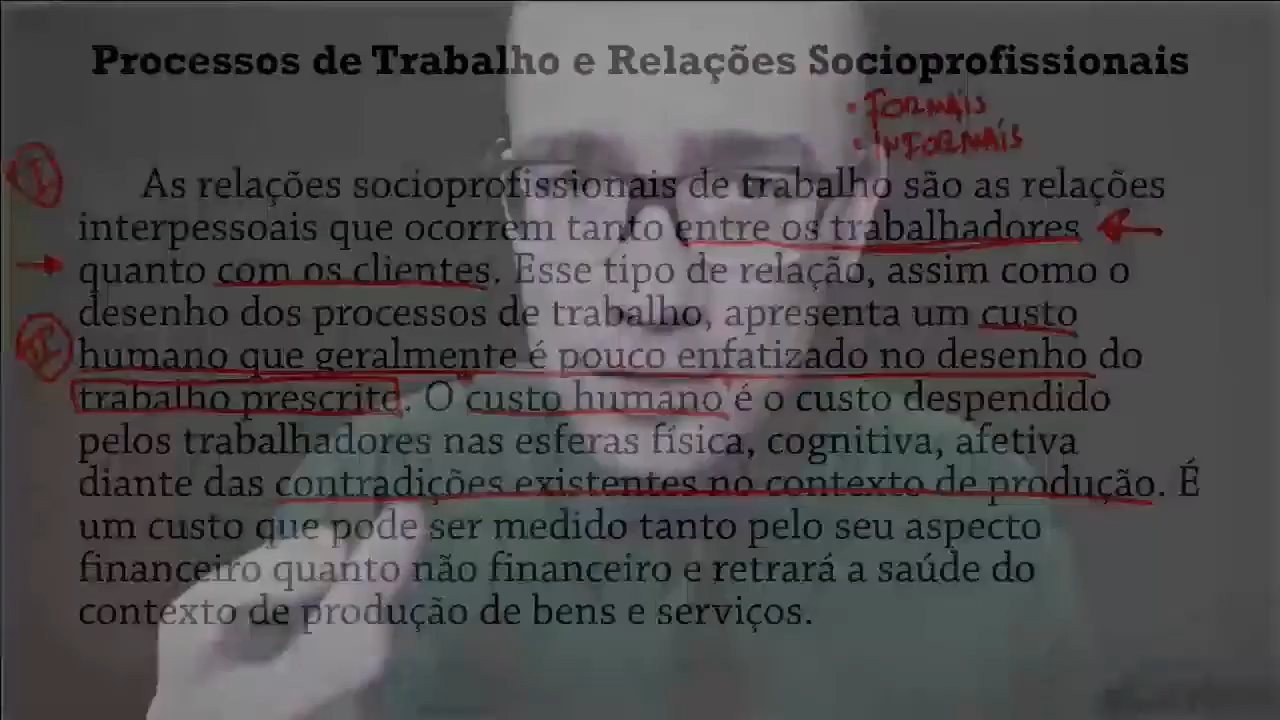 Processos de Trabalho e Relações Socioprofissionais
• FORMAIS
• INFORMAIS
As relações socioprofissionais de trabalho são as relações
interpessoais que ocorrem tanto entre os trabalhadores
quanto com os clientes. Esse tipo de relação, assim como o
desenho dos processos de trabalho, apresenta um custo
humano que geralmente é pouco enfatizado no desenho do
trabalho prescrito. O custo humano é o custo despendido
pelos trabalhadores nas esferas física, cognitiva, afetiva
diante das contradições existentes no contexto de produção. É
um custo que pode ser medido tanto pelo seu aspecto
financeiro quanto não financeiro e retrará a saúde do
contexto de produção de bens e serviços.